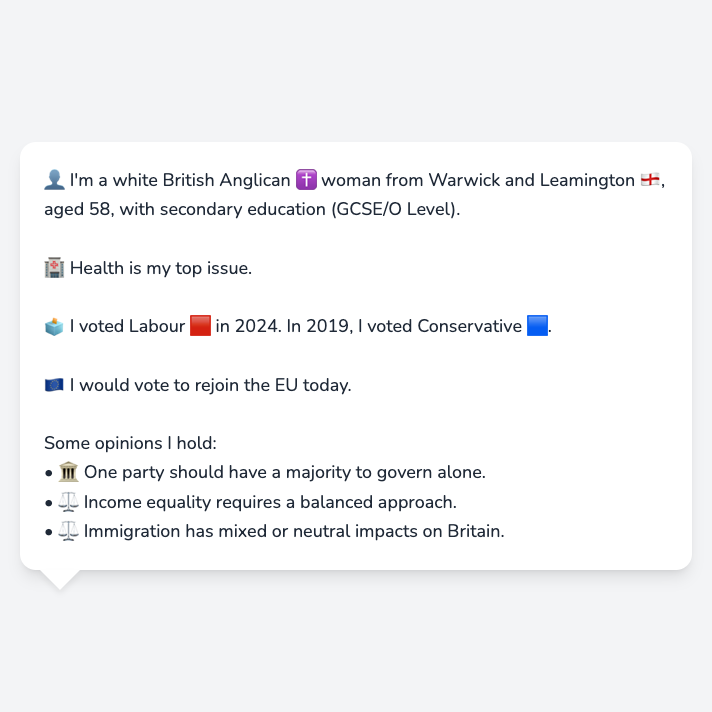 👤 I'm a white British Anglican ✝️ woman from Warwick and Leamington 🏴󠁧󠁢󠁥󠁮󠁧󠁿,
aged 58, with secondary education (GCSE/O Level).
🏥 Health is my top issue.
🗳️ I voted Labour 🟥 in 2024. In 2019, I voted Conservative 🟦.
🇪🇺 I would vote to rejoin the EU today.
Some opinions I hold:
• 🏛️ One party should have a majority to govern alone.
• ⚖️ Income equality requires a balanced approach.
• ⚖️ Immigration has mixed or neutral impacts on Britain.